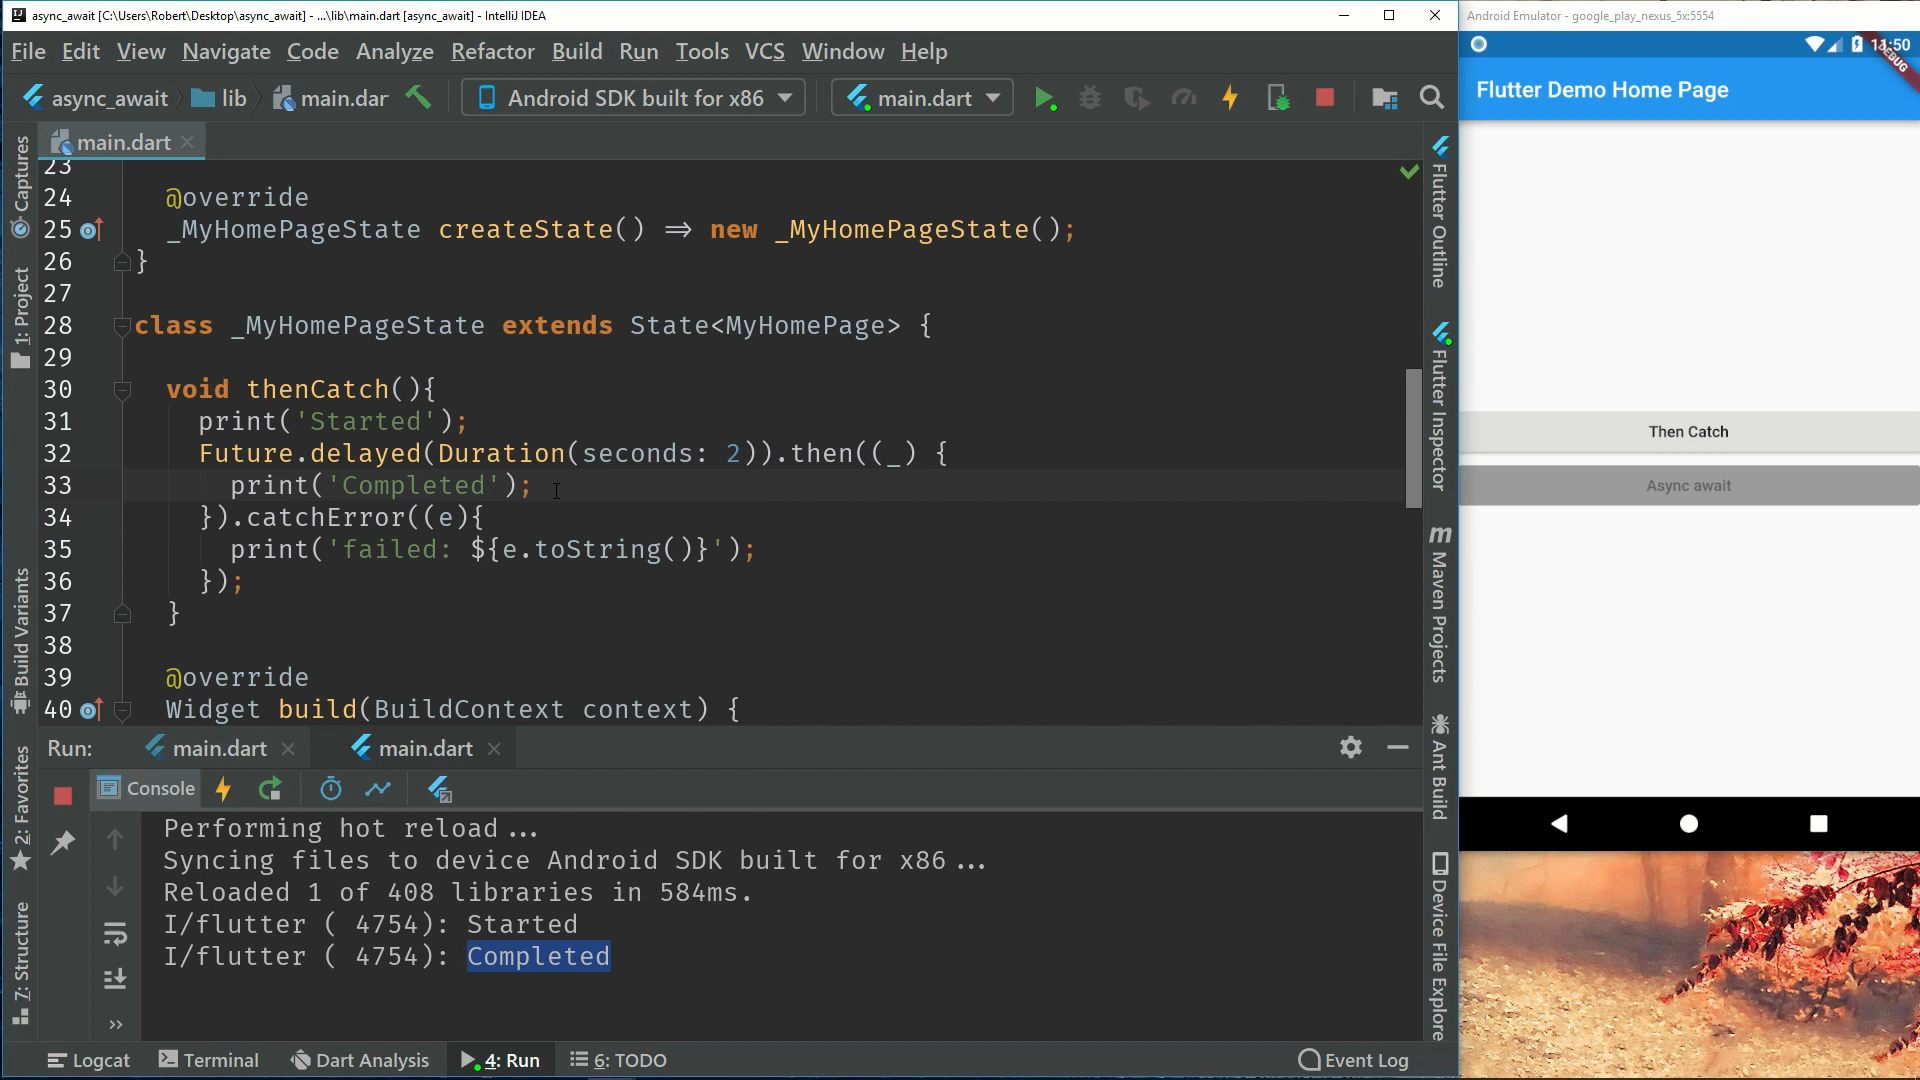 async_await [C:\Users\Robert\Desktop\async_await] - ...\lib\main.dart [async_await] - IntelliJ IDEA
File Edit View Navigate Code Analyze Refactor Build Run Tools VCS Window Help
async_await lib main.dar Android SDK built for x86 main.dart
main.dart
23
24 @override
25 _MyHomePageState createState() => new _MyHomePageState();
26 }
27
28 class _MyHomePageState extends State<MyHomePage> {
29
30 void thenCatch(){
31 print('Started');
32 Future.delayed(Duration(seconds: 2)).then((_) {
33 print('Completed');
34 }).catchError((e){
35 print('failed: ${e.toString()}');
36 });
37 }
38
39 @override
40 Widget build(BuildContext context) {
Run: main.dart main.dart
Console
Performing hot reload...
Syncing files to device Android SDK built for x86...
Reloaded 1 of 408 libraries in 584ms.
I/flutter ( 4754): Started
I/flutter ( 4754): Completed
Logcat Terminal Dart Analysis 4: Run 6: TODO Event Log
Captures
1: Project
Build Variants
2: Favorites
7: Structure
Flutter Outline
Flutter Inspector
m Maven Projects
Ant Build
Device File Explore
Android Emulator - google_play_nexus_5x:5554
11:50
DEBUG
Flutter Demo Home Page
Then Catch
Async await